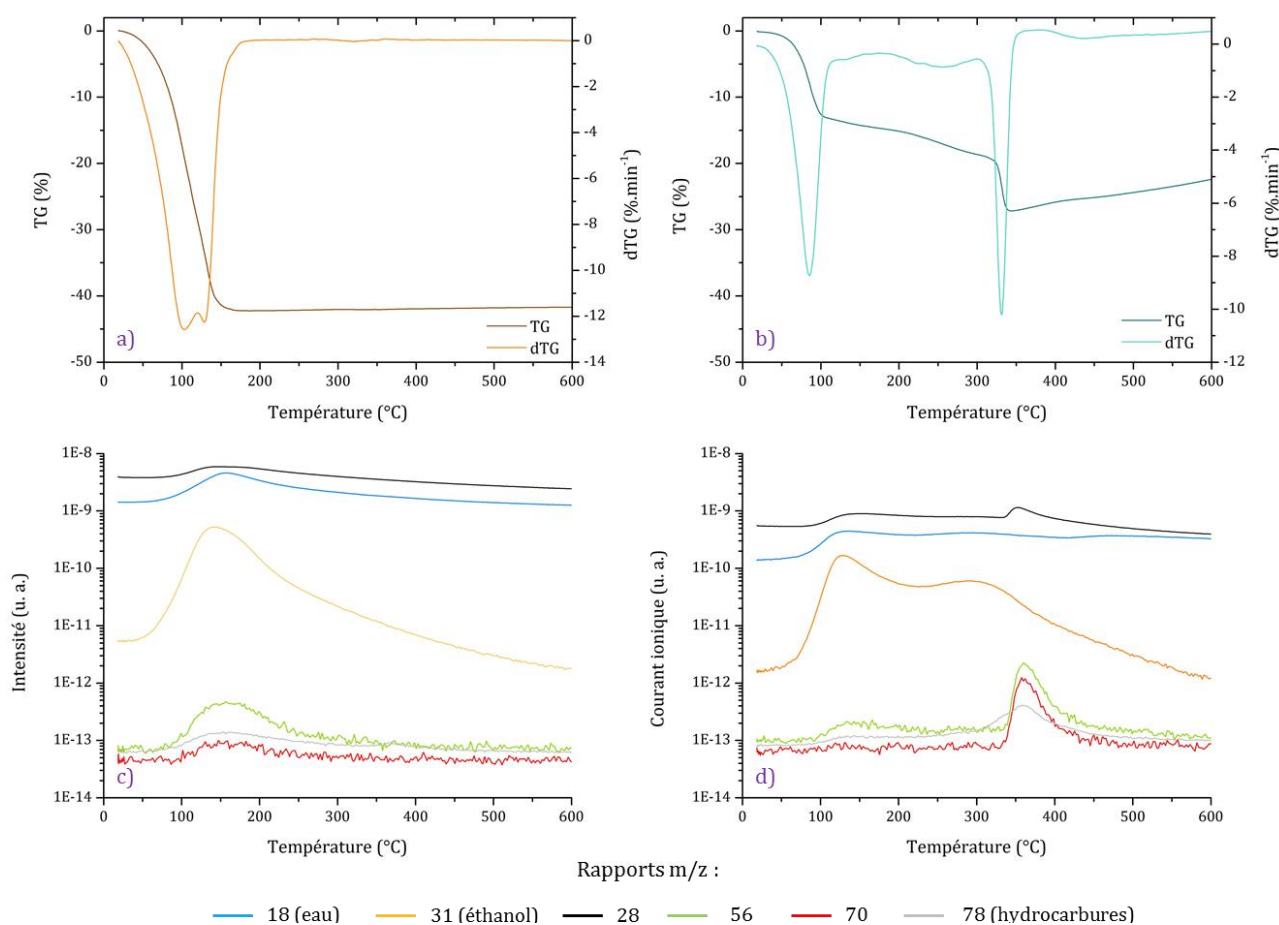 0
-10
-20
-30
-40
-50
TG (%)
0
-2
-4
-6
-8
-10
-12
-14
dTG (%.min⁻¹)
a)
TG
dTG
0 100 200 300 400 500 600
Température (°C)
0
-10
-20
-30
-40
-50
TG (%)
0
-2
-4
-6
-8
-10
-12
dTG (%.min⁻¹)
b)
TG
dTG
0 100 200 300 400 500 600
Température (°C)
1E-8
1E-9
1E-10
1E-11
1E-12
1E-13
1E-14
Intensité (u. a.)
c)
0 100 200 300 400 500 600
Température (°C)
1E-8
1E-9
1E-10
1E-11
1E-12
1E-13
1E-14
Courant ionique (u. a.)
d)
0 100 200 300 400 500 600
Température (°C)
Rapports m/z :
18 (eau) 31 (éthanol) 28 56 70 78 (hydrocarbures)